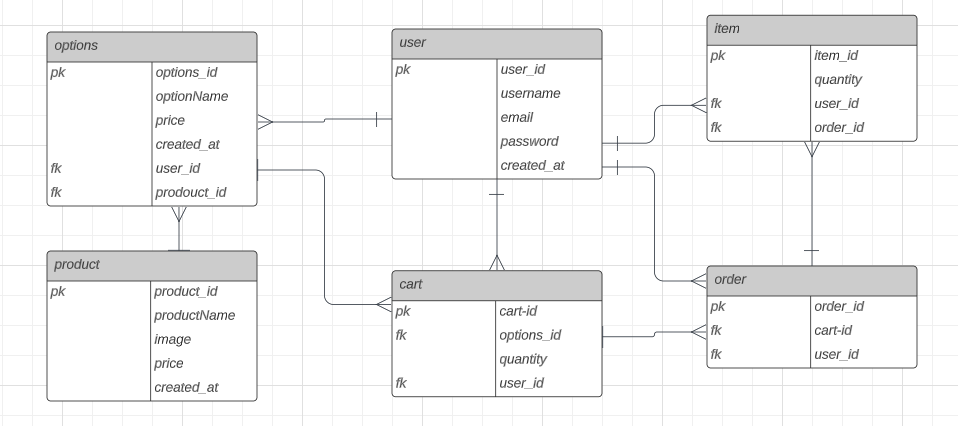 options
pk options_id
optionName
price
created_at
fk user_id
fk prodouct_id
product
pk product_id
productName
image
price
created_at
user
pk user_id
username
email
password
created_at
cart
pk cart-id
fk options_id
quantity
fk user_id
item
pk item_id
quantity
fk user_id
fk order_id
order
pk order_id
fk cart-id
fk user_id